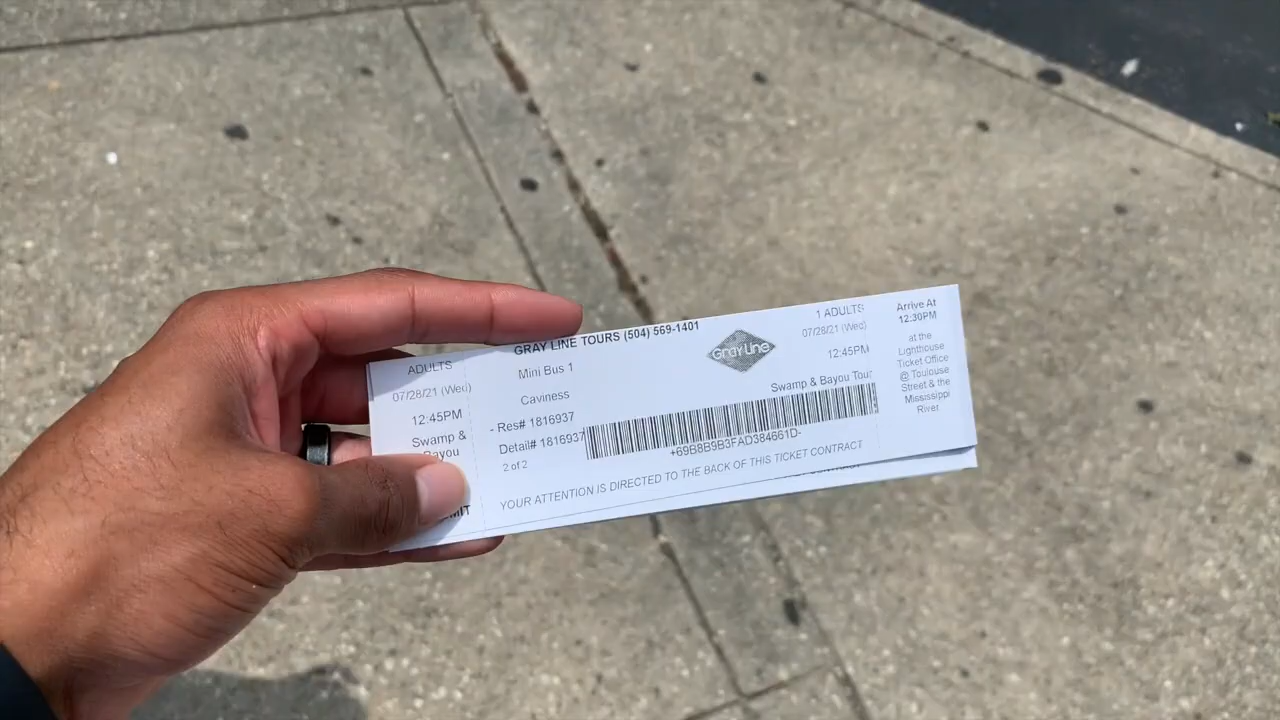 ADULTS
07/28/21 (Wed)
12:45PM
Swamp &
Bayou
GRAY LINE TOURS (504) 569-1401
Mini Bus 1
Caviness
- Res# 1816937
Detail# 1816937
2 of 2
Gray Line
1 ADULTS
07/28/21 (Wed)
12:45PM
Swamp & Bayou Tour
+69B8B9B3FAD384661D-
YOUR ATTENTION IS DIRECTED TO THE BACK OF THIS TICKET CONTRACT
Arrive At
12:30PM
at the
Lighthouse
Ticket Office
@ Toulouse
Street & the
Mississippi
River